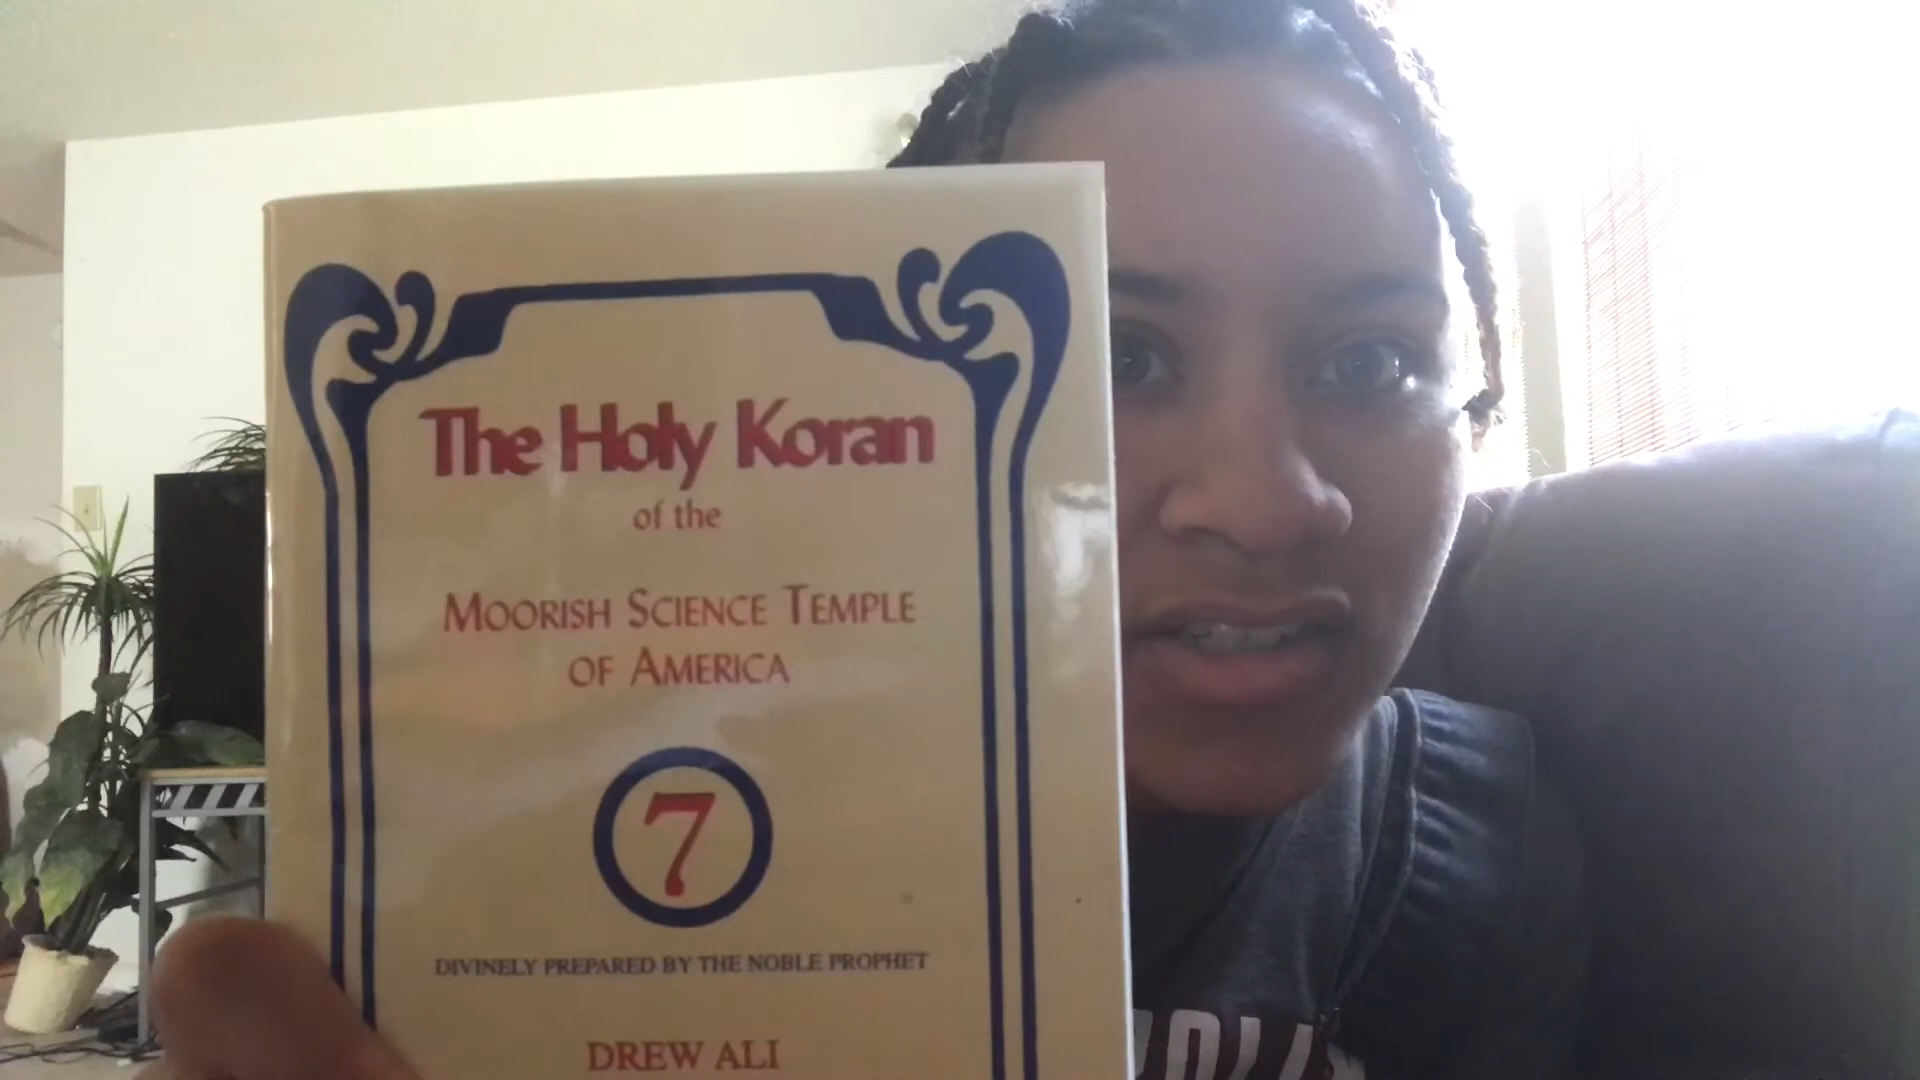 The Holy Koran
of the
MOORISH SCIENCE TEMPLE
OF AMERICA
7
DIVINELY PREPARED BY THE NOBLE PROPHET
DREW ALI